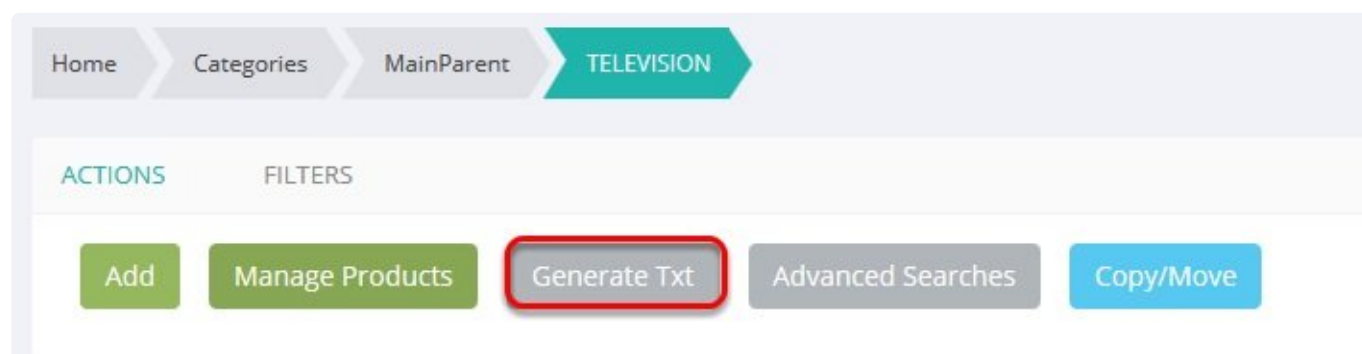 Home Categories MainParent TELEVISION
ACTIONS FILTERS
Add Manage Products Generate Txt Advanced Searches Copy/Move